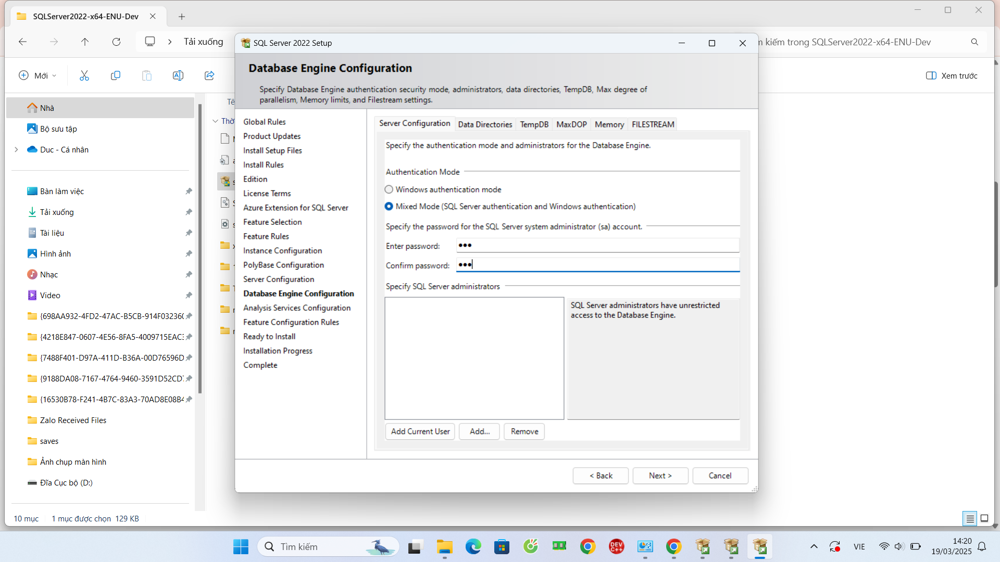 SQLServer2022-x64-ENU-Dev
Tải xuống
m kiếm trong SQLServer2022-x64-ENU-Dev
Mới
Xem trước
Nhà
Bộ sưu tập
Duc - Cá nhân
Bàn làm việc
Tải xuống
Tài liệu
Hình ảnh
Nhạc
Video
{698AA932-4FD2-47AC-B5CB-914F032360
{4218E847-0607-4E56-8FA5-4009715EAC3
{7488F401-D97A-411D-B36A-00D76596D
{9188DA08-7167-4764-9460-3591D52CD7
{16530B78-F241-4B7C-83A3-70AD8E08B4
Zalo Received Files
saves
Ảnh chụp màn hình
Đĩa Cục bộ (D:)
Tê
Thờ
10 mục
1 mục được chọn 129 KB
SQL Server 2022 Setup
Database Engine Configuration
Specify Database Engine authentication security mode, administrators, data directories, TempDB, Max degree of
parallelism, Memory limits, and Filestream settings.
Global Rules
Product Updates
Install Setup Files
Install Rules
Edition
License Terms
Azure Extension for SQL Server
Feature Selection
Feature Rules
Instance Configuration
PolyBase Configuration
Server Configuration
Database Engine Configuration
Analysis Services Configuration
Feature Configuration Rules
Ready to Install
Installation Progress
Complete
Server Configuration Data Directories TempDB MaxDOP Memory FILESTREAM
Specify the authentication mode and administrators for the Database Engine.
Authentication Mode
Windows authentication mode
Mixed Mode (SQL Server authentication and Windows authentication)
Specify the password for the SQL Server system administrator (sa) account.
Enter password: ●●●
Confirm password: ●●●
Specify SQL Server administrators
SQL Server administrators have unrestricted
access to the Database Engine.
Add Current User
Add...
Remove
< Back
Next >
Cancel
Tìm kiếm
DEV
C++
VIE
14:20
19/03/2025